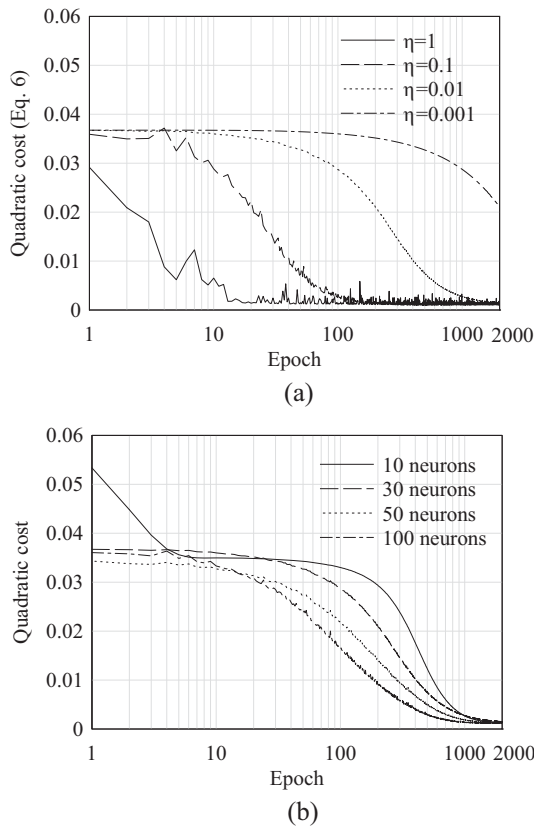 0.06
0.05
0.04
0.03
0.02
0.01
0
Quadratic cost (Eq. 6)
η=1
η=0.1
η=0.01
η=0.001
1 10 100 1000 2000
Epoch
(a)
0.06
0.05
0.04
0.03
0.02
0.01
0
Quadratic cost
10 neurons
30 neurons
50 neurons
100 neurons
1 10 100 1000 2000
Epoch
(b)